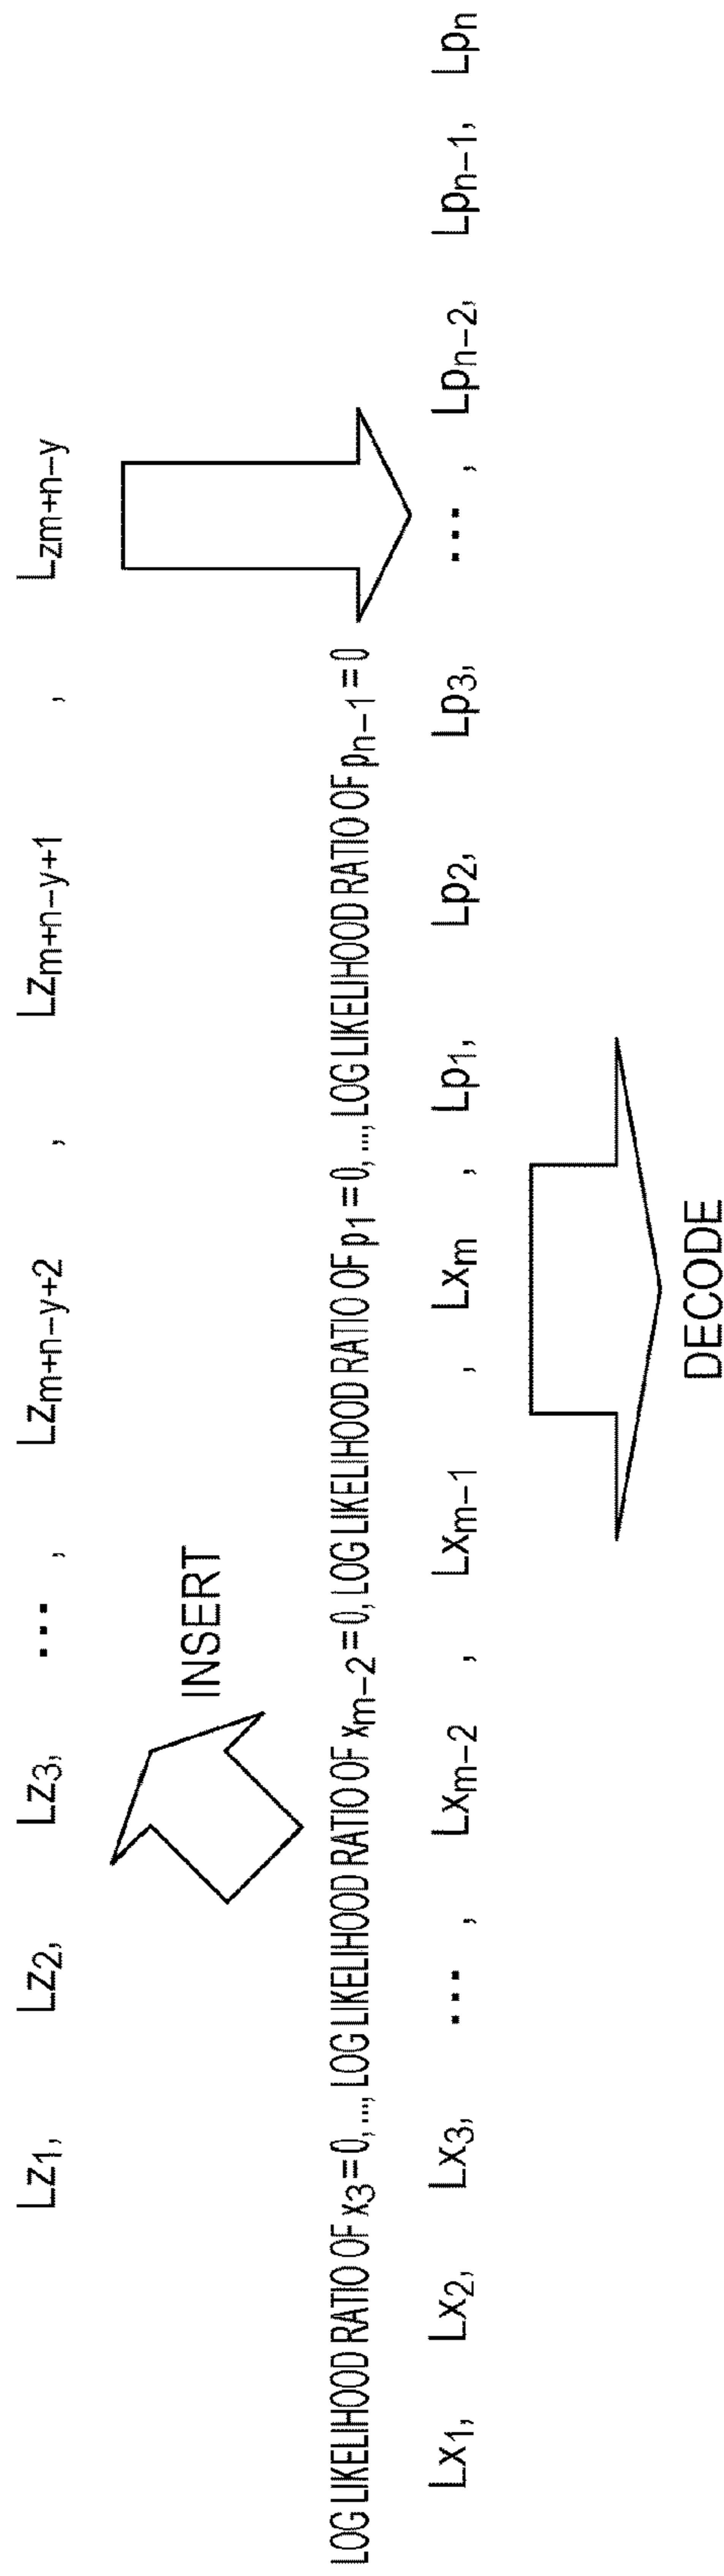 Lz1, Lz2, Lz3, ... , Lzm+n-y+2 , Lzm+n-y+1 , Lzm+n-y
INSERT
LOG LIKELIHOOD RATIO OF x3=0,..., LOG LIKELIHOOD RATIO OF xm-2=0, LOG LIKELIHOOD RATIO OF p1=0,..., LOG LIKELIHOOD RATIO OF pn-1=0
Lx1, Lx2, Lx3, ... , Lxm-2 , Lxm-1 , Lxm , Lp1, Lp2, Lp3, ... , Lpn-2, Lpn-1, Lpn
DECODE